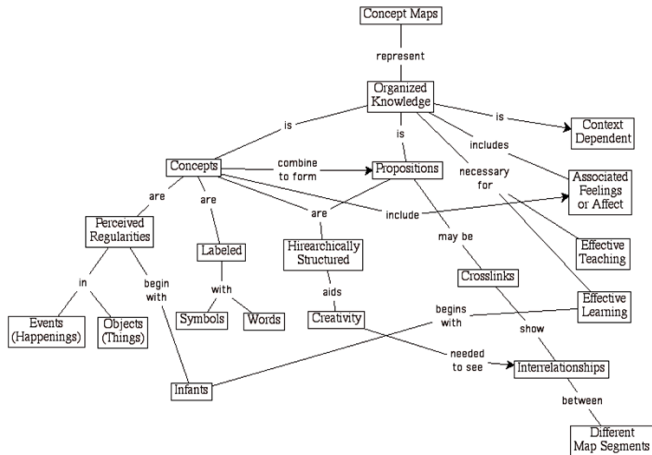 Concept Maps
represent
Organized
Knowledge
is
is
is
includes
necessary
for
Context
Dependent
Concepts
combine
to form
Propositions
Associated
Feelings
or Affect
are
are
are
include
Perceived
Regularities
Labeled
Hirearchically
Structured
may be
Effective
Teaching
Crosslinks
in
begin
with
with
aids
Effective
Learning
Events
(Happenings)
Objects
(Things)
Symbols
Words
Creativity
begins
with
show
needed
to see
Interrelationships
Infants
between
Different
Map Segments